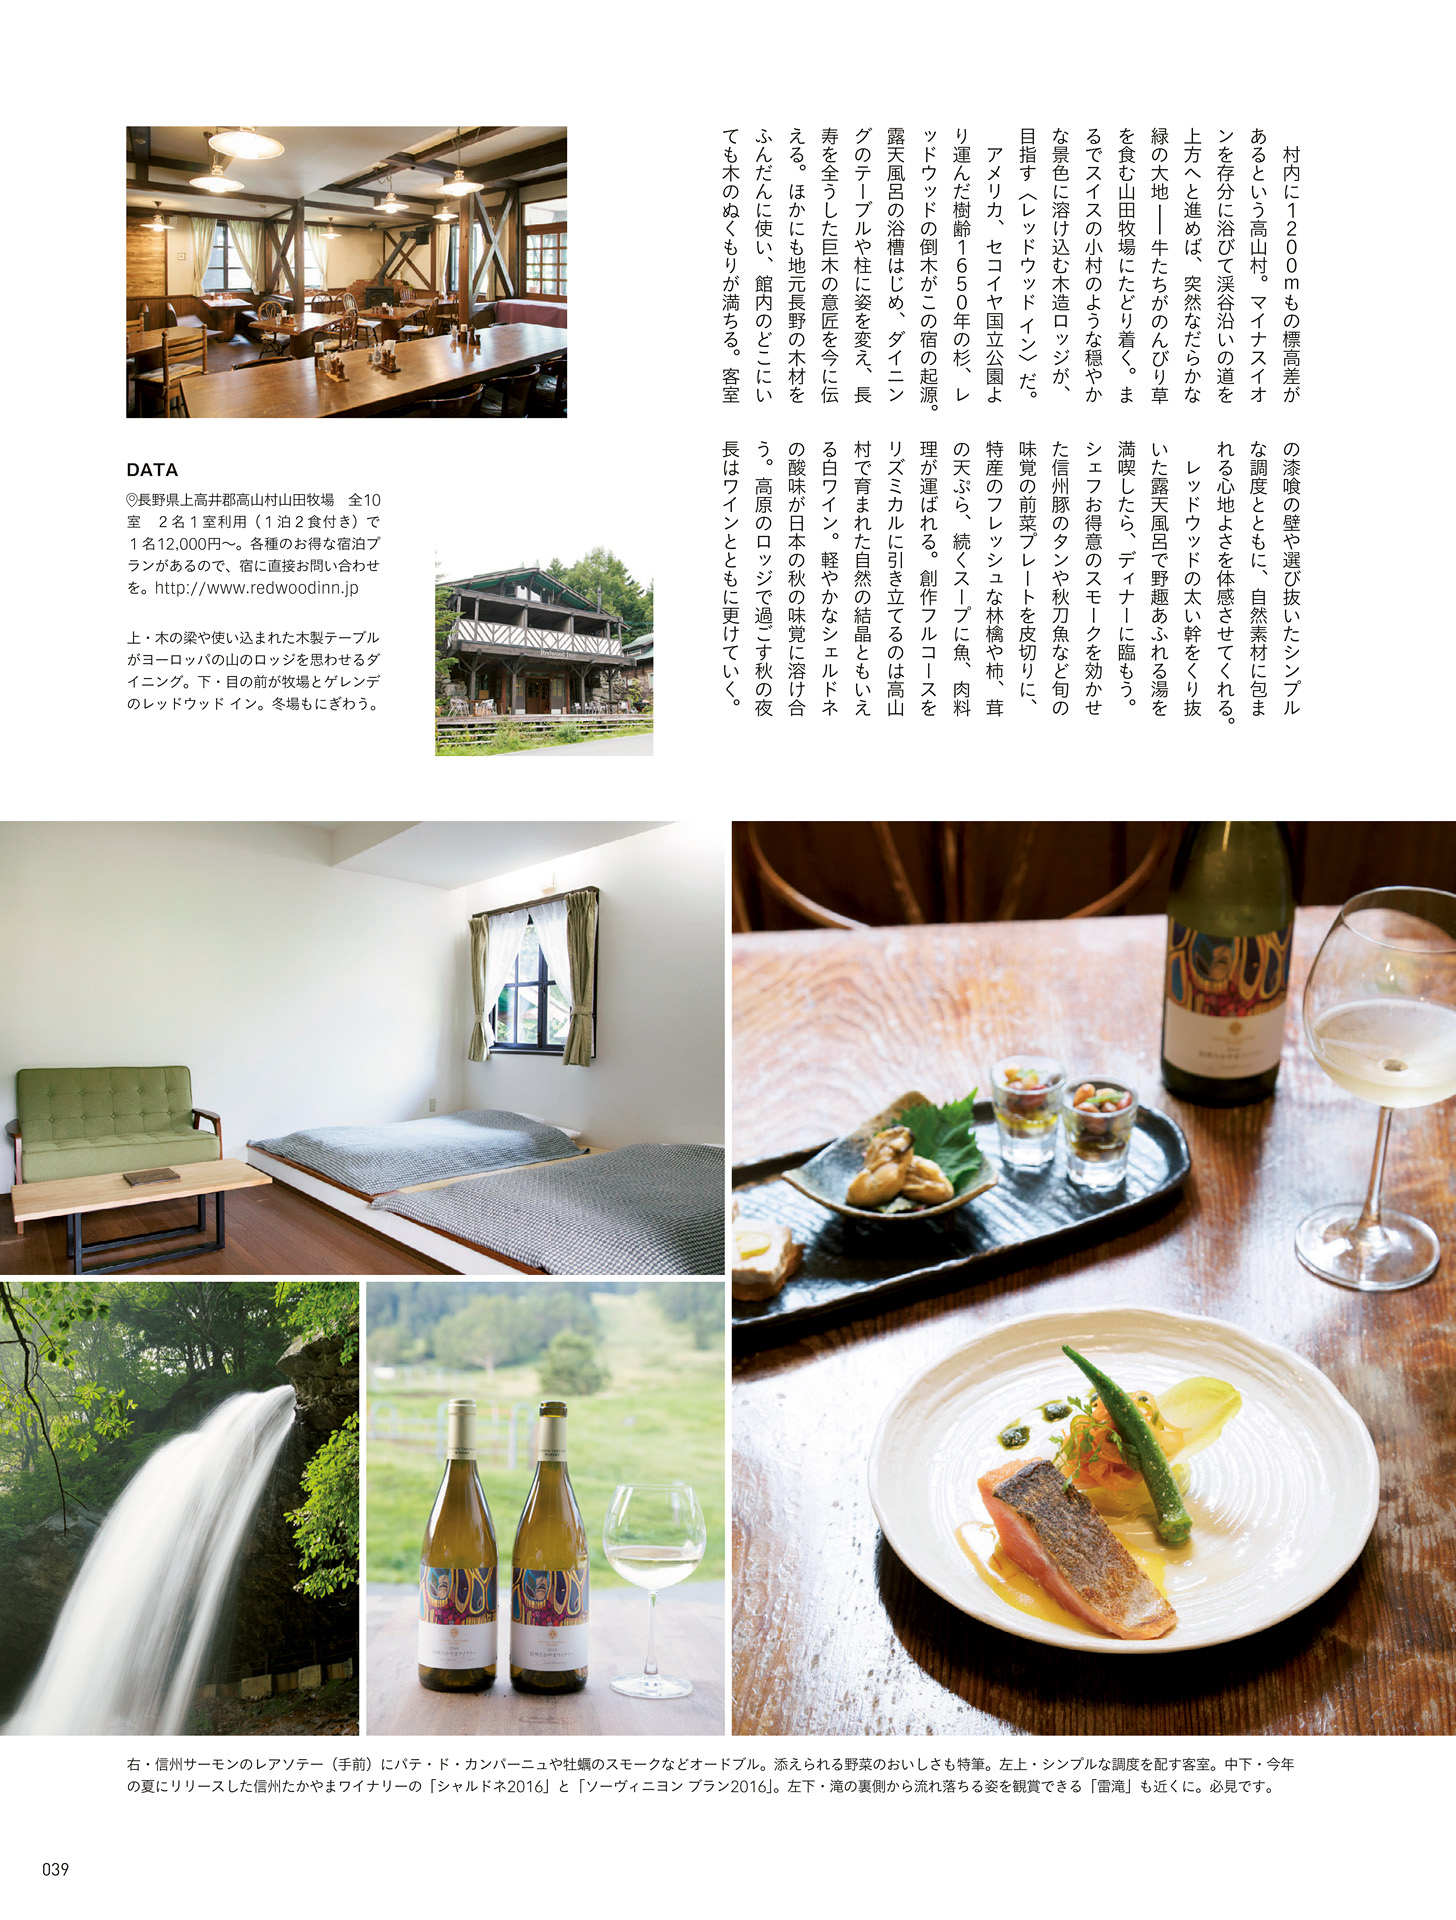 村内に1200mもの標高差が
あるという高山村。マイナスイオ
ンを存分に浴びて渓谷沿いの道を
上方へと進めば、突然なだらかな
緑の大地――牛たちがのんびり草
を食む山田牧場にたどり着く。ま
るでスイスの小村のような穏やか
な景色に溶け込む木造ロッジが、
目指す〈レッドウッド イン〉だ。
アメリカ、セコイヤ国立公園よ
り運んだ樹齢1650年の杉、レ
ッドウッドの倒木がこの宿の起源。
露天風呂の浴槽はじめ、ダイニン
グのテーブルや柱に姿を変え、長
寿を全うした巨木の意匠を今に伝
える。ほかにも地元長野の木材を
ふんだんに使い、館内のどこにい
ても木のぬくもりが満ちる。客室
の漆喰の壁や選び抜いたシンプル
な調度とともに、自然素材に包ま
れる心地よさを体感させてくれる。
レッドウッドの太い幹をくり抜
いた露天風呂で野趣あふれる湯を
満喫したら、ディナーに臨もう。
シェフお得意のスモークを効かせ
た信州豚のタンや秋刀魚など旬の
味覚の前菜プレートを皮切りに、
特産のフレッシュな林檎や柿、茸
の天ぷら、続くスープに魚、肉料
理が運ばれる。創作フルコースを
リズミカルに引き立てるのは高山
村で育まれた自然の結晶ともいえ
る白ワイン。軽やかなシェルドネ
の酸味が日本の秋の味覚に溶け合
う。高原のロッジで過ごす秋の夜
長はワインとともに更けていく。
DATA
長野県上高井郡高山村山田牧場　全10
室　2名1室利用（1泊2食付き）で
1名12,000円〜。各種のお得な宿泊プ
ランがあるので、宿に直接お問い合わせ
を。http://www.redwoodinn.jp
上・木の梁や使い込まれた木製テーブル
がヨーロッパの山のロッジを思わせるダ
イニング。下・目の前が牧場とゲレンデ
のレッドウッド イン。冬場もにぎわう。
信州たかやまワイナリー
信州たかやまワイナリー
信州たかやまワイナリー
右・信州サーモンのレアソテー（手前）にパテ・ド・カンパーニュや牡蠣のスモークなどオードブル。添えられる野菜のおいしさも特筆。左上・シンプルな調度を配す客室。中下・今年
の夏にリリースした信州たかやまワイナリーの「シャルドネ2016」と「ソーヴィニヨン ブラン2016」。左下・滝の裏側から流れ落ちる姿を観賞できる「雷滝」も近くに。必見です。
039